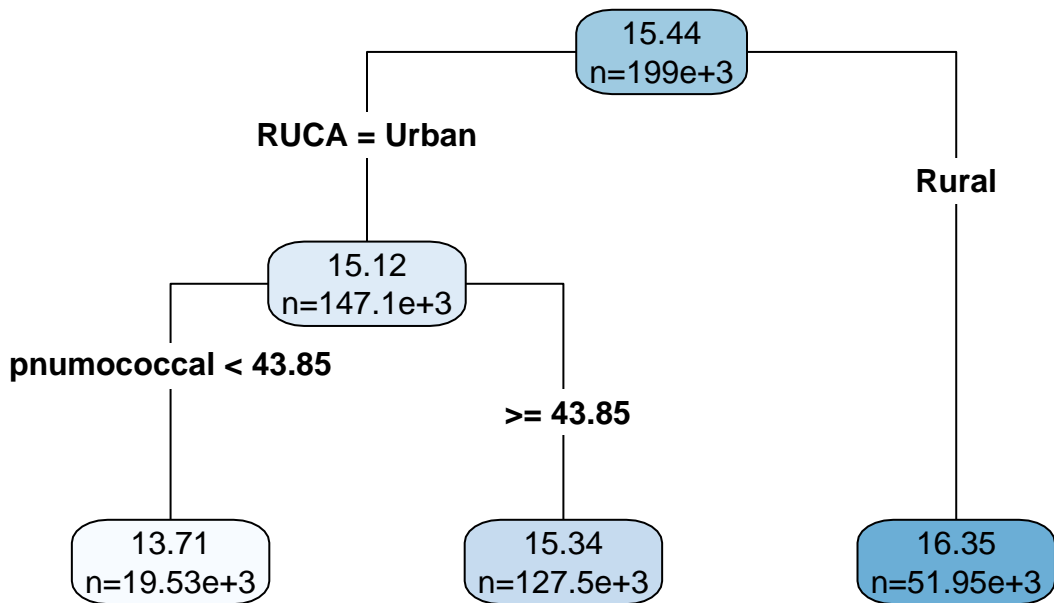 15.44
n=199e+3
RUCA = Urban
Rural
15.12
n=147.1e+3
pnumococcal < 43.85
>= 43.85
13.71
n=19.53e+3
15.34
n=127.5e+3
16.35
n=51.95e+3